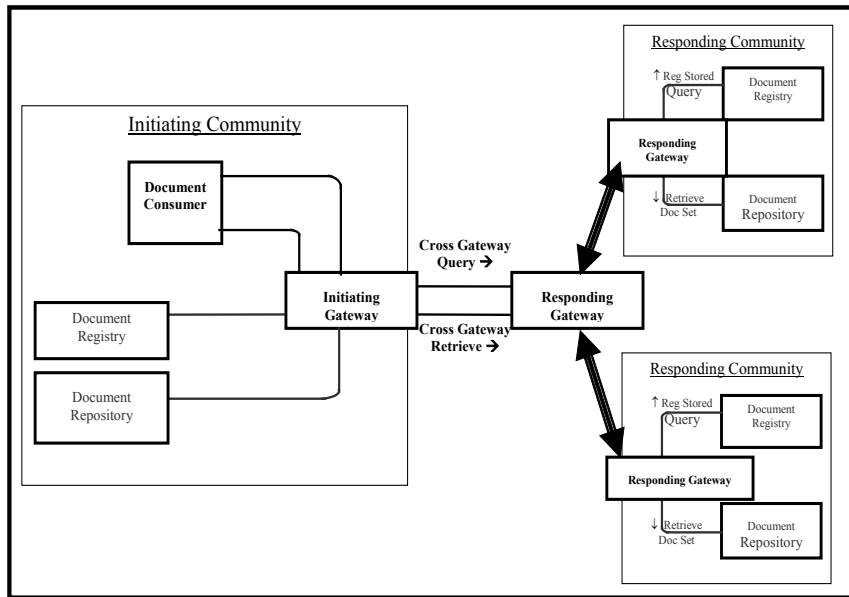 Initiating Community
Document
Consumer
Initiating
Gateway
Document
Registry
Document
Repository
Cross Gateway
Query →
Cross Gateway
Retrieve →
Responding
Gateway
Responding Community
↑ Reg Stored
Query
Document
Registry
Responding
Gateway
↓ Retrieve
Doc Set
Document
Repository
Responding Community
↑ Reg Stored
Query
Document
Registry
Responding Gateway
↓ Retrieve
Doc Set
Document
Repository